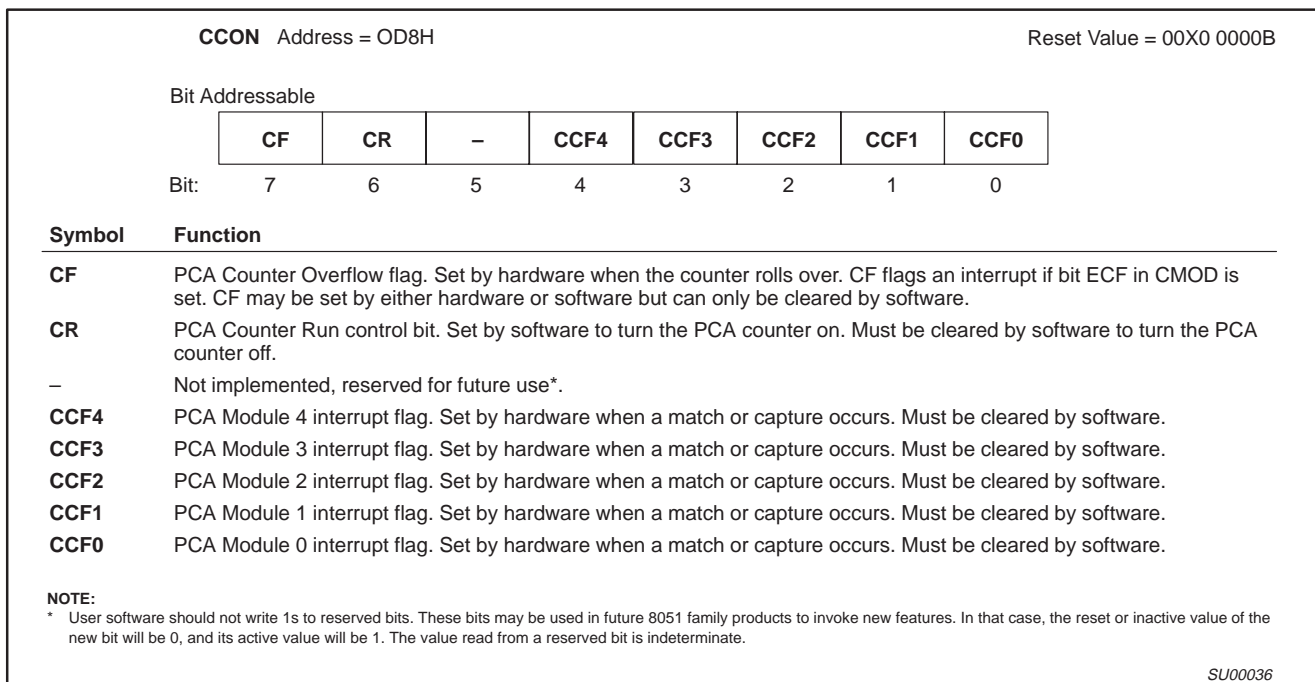 CCON Address = OD8H Reset Value = 00X0 0000B
Bit Addressable
CF CR – CCF4 CCF3 CCF2 CCF1 CCF0
Bit: 7 6 5 4 3 2 1 0
Symbol Function
CF PCA Counter Overflow flag. Set by hardware when the counter rolls over. CF flags an interrupt if bit ECF in CMOD is
set. CF may be set by either hardware or software but can only be cleared by software.
CR PCA Counter Run control bit. Set by software to turn the PCA counter on. Must be cleared by software to turn the PCA
counter off.
– Not implemented, reserved for future use*.
CCF4 PCA Module 4 interrupt flag. Set by hardware when a match or capture occurs. Must be cleared by software.
CCF3 PCA Module 3 interrupt flag. Set by hardware when a match or capture occurs. Must be cleared by software.
CCF2 PCA Module 2 interrupt flag. Set by hardware when a match or capture occurs. Must be cleared by software.
CCF1 PCA Module 1 interrupt flag. Set by hardware when a match or capture occurs. Must be cleared by software.
CCF0 PCA Module 0 interrupt flag. Set by hardware when a match or capture occurs. Must be cleared by software.
NOTE:
* User software should not write 1s to reserved bits. These bits may be used in future 8051 family products to invoke new features. In that case, the reset or inactive value of the
new bit will be 0, and its active value will be 1. The value read from a reserved bit is indeterminate.
SU00036